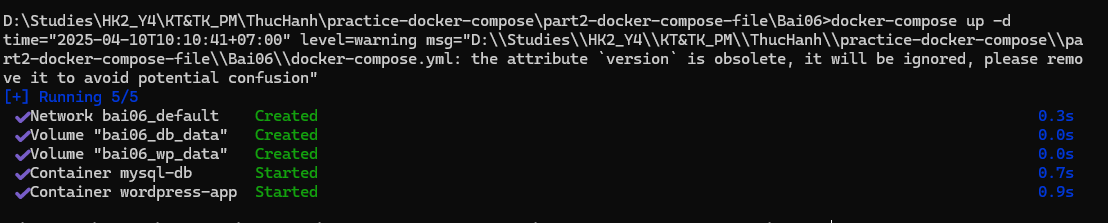 D:\Studies\HK2_Y4\KT&TK_PM\ThucHanh\practice-docker-compose\part2-docker-compose-file\Bai06>docker-compose up -d
time="2025-04-10T10:10:41+07:00" level=warning msg="D:\\Studies\\HK2_Y4\\KT&TK_PM\\ThucHanh\\practice-docker-compose\\pa
rt2-docker-compose-file\\Bai06\\docker-compose.yml: the attribute `version` is obsolete, it will be ignored, please remo
ve it to avoid potential confusion"
[+] Running 5/5
✔Network bai06_default Created 0.3s
✔Volume "bai06_db_data" Created 0.0s
✔Volume "bai06_wp_data" Created 0.0s
✔Container mysql-db Started 0.7s
✔Container wordpress-app Started 0.9s